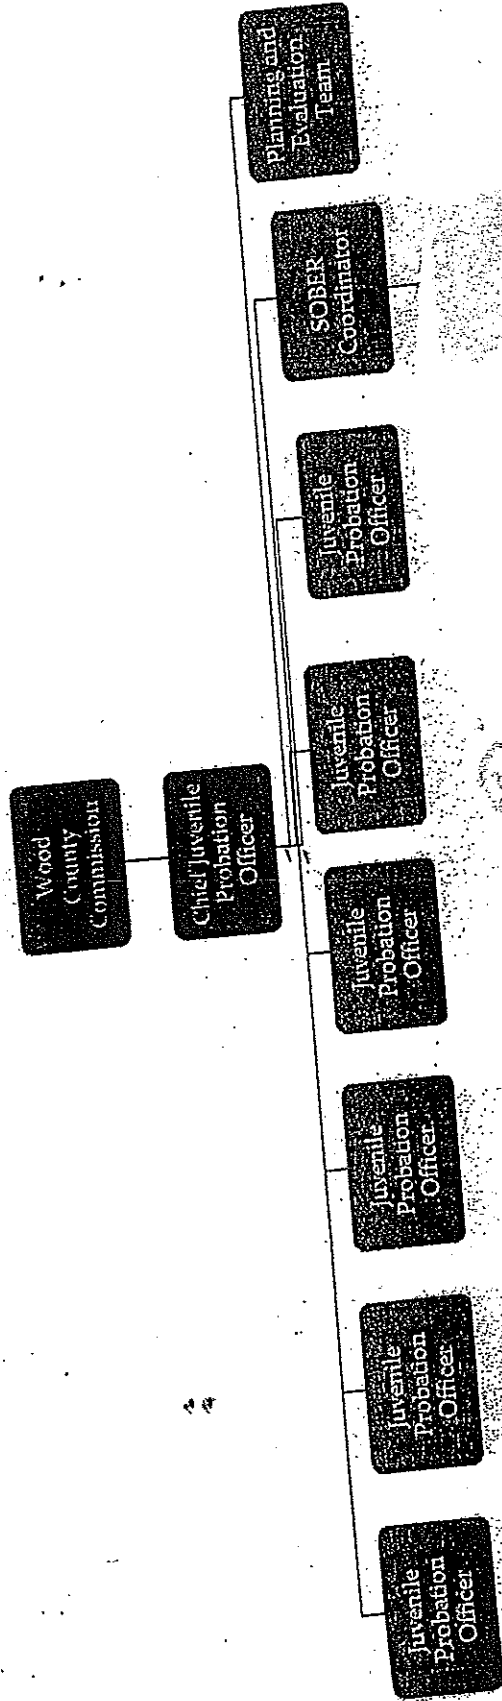 Wood
County
Commission
Chief Juvenile
Probation
Officer
Juvenile
Probation
Officer
Juvenile
Probation
Officer
Juvenile
Probation
Officer
Juvenile
Probation
Officer
Juvenile
Probation
Officer
Juvenile
Probation
Officer
SOBER
Coordinator
Planning and
Evaluation
Team